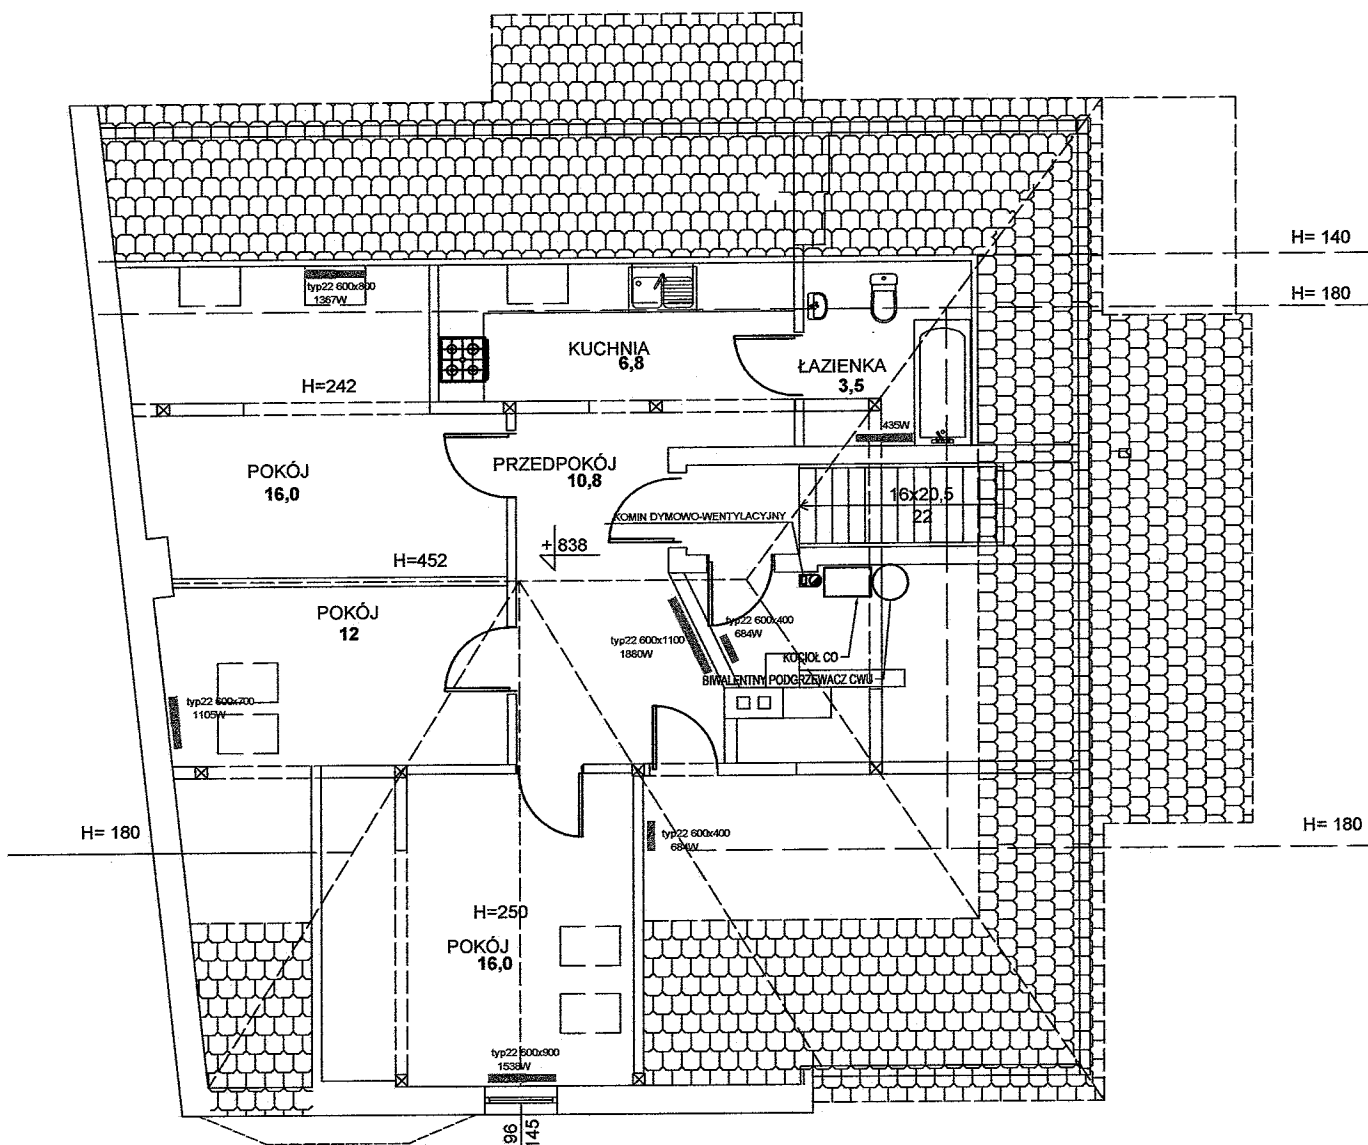 H= 140
H= 180
typ22 600x800
1367W
KUCHNIA
6,8
ŁAZIENKA
3,5
H=242
435W
POKÓJ
16,0
PRZEDPOKÓJ
10,8
16x20,5
22
KOMIN DYMOWO-WENTYLACYJNY
+838
H=452
POKÓJ
12
typ22 600x400
684W
typ22 600x1100
1880W
KOCIOŁ CO
BIWALENTNY PODGRZEWACZ CWU
typ22 600x700
1105W
H= 180
typ22 600x400
684W
H= 180
H=250
POKÓJ
16,0
typ22 600x900
1538W
96
145